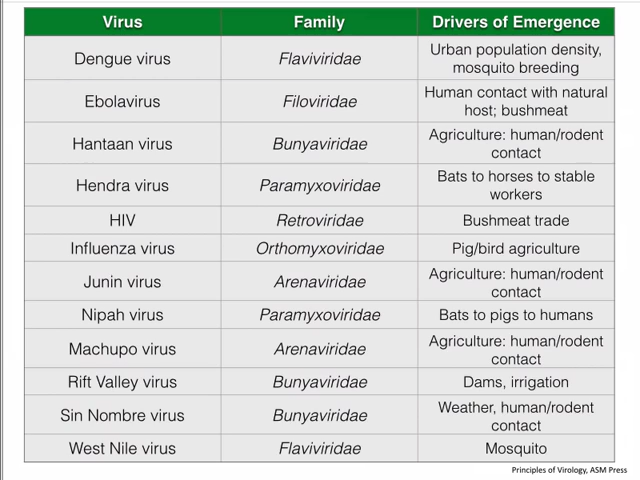 Virus Family Drivers of Emergence
Dengue virus Flaviviridae Urban population density,
mosquito breeding
Ebolavirus Filoviridae Human contact with natural
host; bushmeat
Hantaan virus Bunyaviridae Agriculture: human/rodent
contact
Hendra virus Paramyxoviridae Bats to horses to stable
workers
HIV Retroviridae Bushmeat trade
Influenza virus Orthomyxoviridae Pig/bird agriculture
Junin virus Arenaviridae Agriculture: human/rodent
contact
Nipah virus Paramyxoviridae Bats to pigs to humans
Machupo virus Arenaviridae Agriculture: human/rodent
contact
Rift Valley virus Bunyaviridae Dams, irrigation
Sin Nombre virus Bunyaviridae Weather, human/rodent
contact
West Nile virus Flaviviridae Mosquito
Principles of Virology, ASM Press